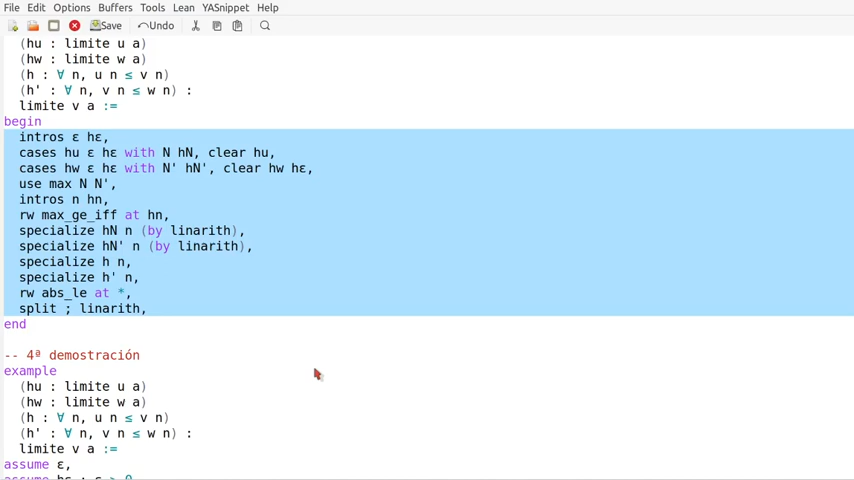 File Edit Options Buffers Tools Lean YASnippet Help
Save Undo
(hu : limite u a)
(hw : limite w a)
(h : ∀ n, u n ≤ v n)
(h' : ∀ n, v n ≤ w n) :
limite v a :=
begin
intros ε hε,
cases hu ε hε with N hN, clear hu,
cases hw ε hε with N' hN', clear hw hε,
use max N N',
intros n hn,
rw max_ge_iff at hn,
specialize hN n (by linarith),
specialize hN' n (by linarith),
specialize h n,
specialize h' n,
rw abs_le at *,
split ; linarith,
end
-- 4ª demostración
example
(hu : limite u a)
(hw : limite w a)
(h : ∀ n, u n ≤ v n)
(h' : ∀ n, v n ≤ w n) :
limite v a :=
assume ε,
assume hε : ε > 0